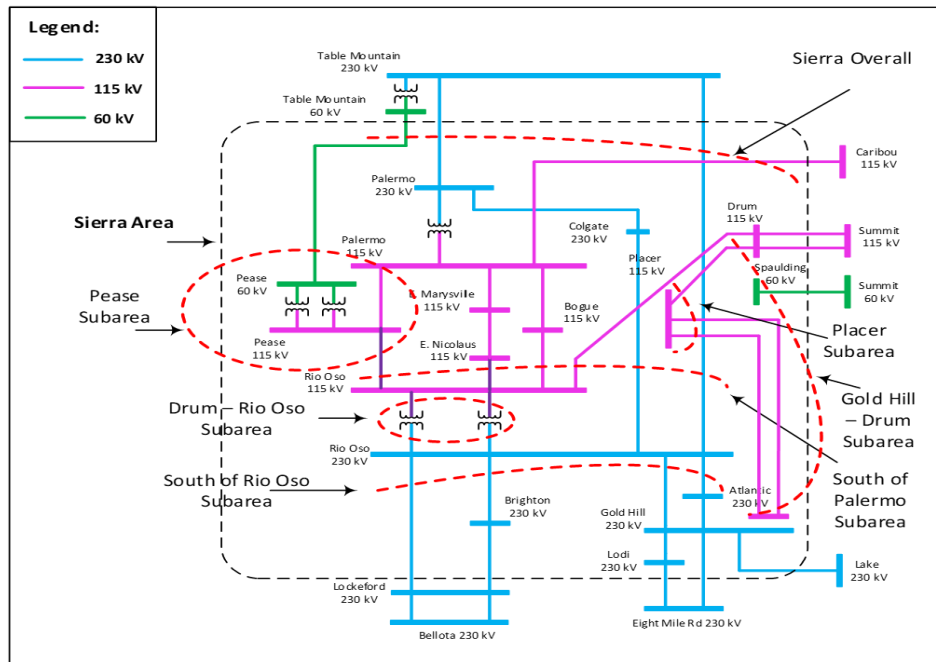 Legend:
230 kV
115 kV
60 kV
Table Mountain
230 kV
Sierra Overall
Table Mountain
60 kV
Caribou
115 kV
Palermo
230 kV
Sierra Area
Colgate
230 kV
Drum
115 kV
Summit
115 kV
Palermo
115 kV
Placer
115 kV
Pease
Subarea
Pease
60 kV
Marysville
115 kV
Bogue
115 kV
Spaulding
60 kV
Summit
60 kV
Pease
115 kV
E. Nicolaus
115 kV
Placer
Subarea
Rio Oso
115 kV
Drum – Rio Oso
Subarea
Gold Hill
– Drum
Subarea
Rio Oso
230 kV
South of Rio Oso
Subarea
Brighton
230 kV
Atlantic
230 kV
South of
Palermo
Subarea
Gold Hill
230 kV
Lodi
230 kV
Lake
230 kV
Lockeford
230 kV
Bellota 230 kV
Eight Mile Rd 230 kV